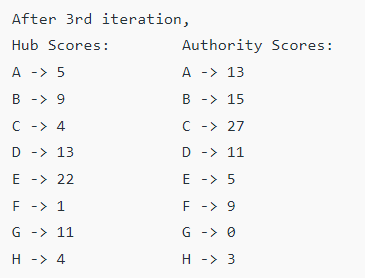 After 3rd iteration,
Hub Scores: Authority Scores:
A -> 5 A -> 13
B -> 9 B -> 15
C -> 4 C -> 27
D -> 13 D -> 11
E -> 22 E -> 5
F -> 1 F -> 9
G -> 11 G -> 0
H -> 4 H -> 3